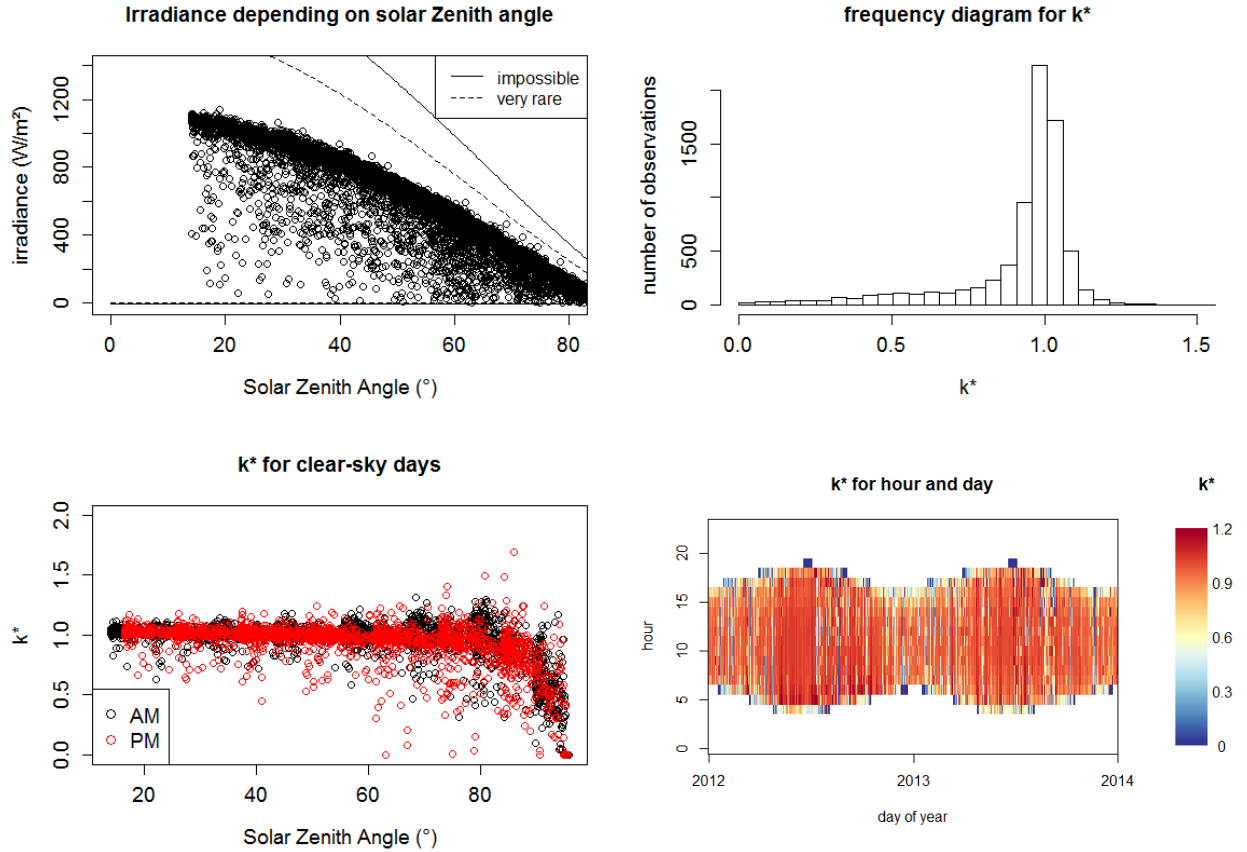 Irradiance depending on solar Zenith angle
irradiance (W/m²)
0 400 800 1200
impossible
very rare
0 20 40 60 80
Solar Zenith Angle (°)
frequency diagram for k*
number of observations
0 500 1500
0.0 0.5 1.0 1.5
k*
k* for clear-sky days
k*
0.0 0.5 1.0 1.5 2.0
AM
PM
20 40 60 80
Solar Zenith Angle (°)
k* for hour and day
hour
0 5 10 15 20
2012 2013 2014
day of year
k*
1.2
0.9
0.6
0.3
0